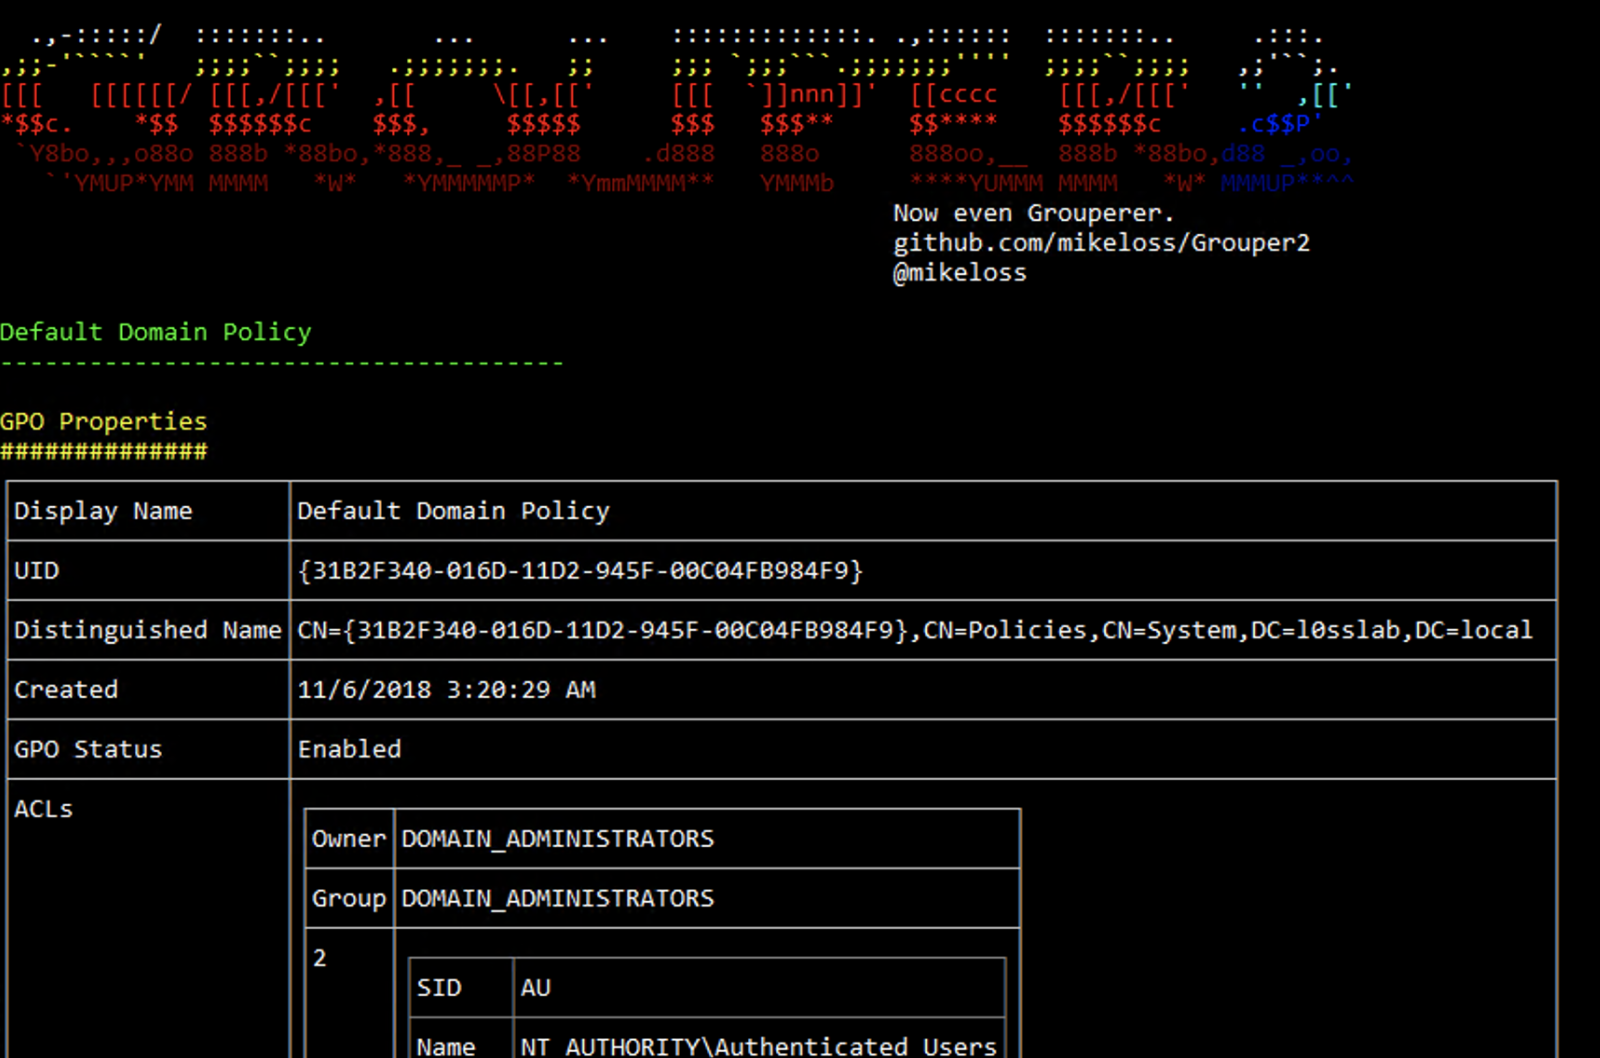 .,-:::::/  :::::::..       ...      ...    :::::::::::::. .,::::::  :::::::..     .:::.
,;;-'````'   ;;;;``;;;;   .;;;;;;;.   ;;     ;;; `;;;```.;;;;;;;''''  ;;;;``;;;;   ,;'``;.
[[[   [[[[[[/ [[[,/[[['  ,[[     \[[,[['     [[[  `]]nnn]]'  [[cccc    [[[,/[[['   ''  ,[['
*$$c.    *$$  $$$$$$c    $$$,     $$$$$      $$$   $$$**     $$****    $$$$$$c     .c$$P'
`Y8bo,,,o88o 888b *88bo,*888,_ _,88P88    .d888   888o      888oo,__  888b *88bo,d88 _,oo,
`'YMUP*YMM MMMM   *W*   *YMMMMMP*  *YmmMMMM**   YMMMb     ****YUMMM MMMM   *W* MMMUP**^^
Now even Grouperer.
github.com/mikeloss/Grouper2
@mikeloss
Default Domain Policy
--------------------------------------
GPO Properties
##############
Display Name Default Domain Policy
UID {31B2F340-016D-11D2-945F-00C04FB984F9}
Distinguished Name CN={31B2F340-016D-11D2-945F-00C04FB984F9},CN=Policies,CN=System,DC=l0sslab,DC=local
Created 11/6/2018 3:20:29 AM
GPO Status Enabled
ACLs
Owner DOMAIN_ADMINISTRATORS
Group DOMAIN_ADMINISTRATORS
2
SID AU
Name NT AUTHORITY\Authenticated Users